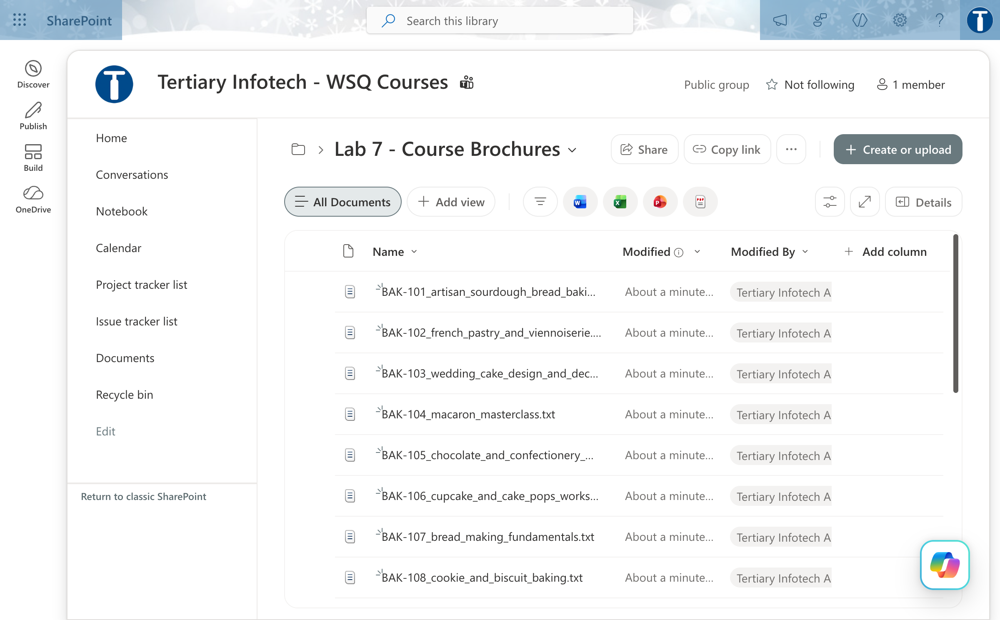 SharePoint
Search this library
Discover
Publish
Build
OneDrive
Tertiary Infotech - WSQ Courses
Public group
Not following
1 member
Home
Conversations
Notebook
Calendar
Project tracker list
Issue tracker list
Documents
Recycle bin
Edit
Return to classic SharePoint
Lab 7 - Course Brochures
Share
Copy link
Create or upload
All Documents
Add view
Details
Name
Modified
Modified By
Add column
BAK-101_artisan_sourdough_bread_baki... About a minute... Tertiary Infotech A
BAK-102_french_pastry_and_viennoiserie.... About a minute... Tertiary Infotech A
BAK-103_wedding_cake_design_and_dec... About a minute... Tertiary Infotech A
BAK-104_macaron_masterclass.txt About a minute... Tertiary Infotech A
BAK-105_chocolate_and_confectionery_... About a minute... Tertiary Infotech A
BAK-106_cupcake_and_cake_pops_works... About a minute... Tertiary Infotech A
BAK-107_bread_making_fundamentals.txt About a minute... Tertiary Infotech A
BAK-108_cookie_and_biscuit_baking.txt About a minute... Tertiary Infotech A